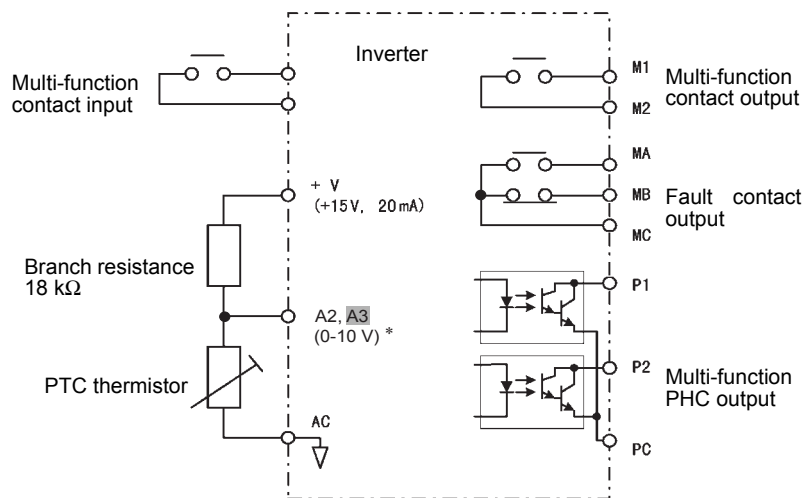 Inverter
Multi-function
contact input
M1
M2
Multi-function
contact output
MA
MB
MC
Fault contact
output
+ V
(+15V, 20mA)
Branch resistance
18 kΩ
A2, A3
(0-10 V) *
PTC thermistor
AC
P1
P2
PC
Multi-function
PHC output